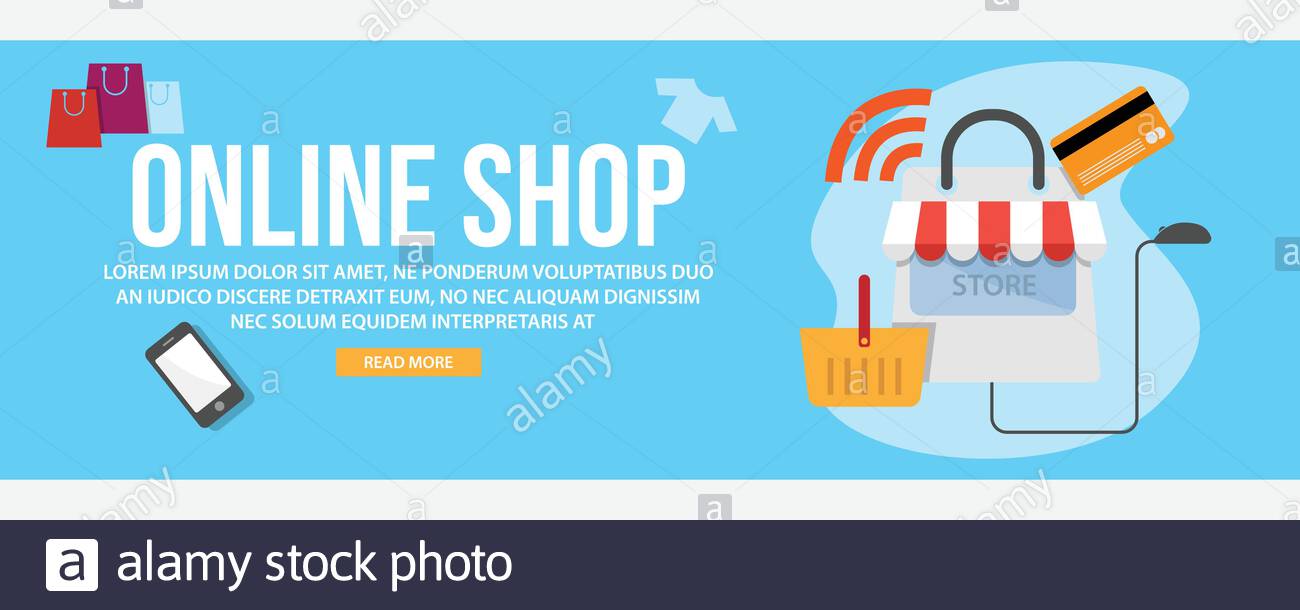 ONLINE SHOP
LOREM IPSUM DOLOR SIT AMET, NE PONDERUM VOLUPTATIBUS DUO
AN IUDICO DISCERE DETRAXIT EUM, NO NEC ALIQUAM DIGNISSIM
NEC SOLUM EQUIDEM INTERPRETARIS AT
READ MORE
STORE
alamy
a alamy stock photo